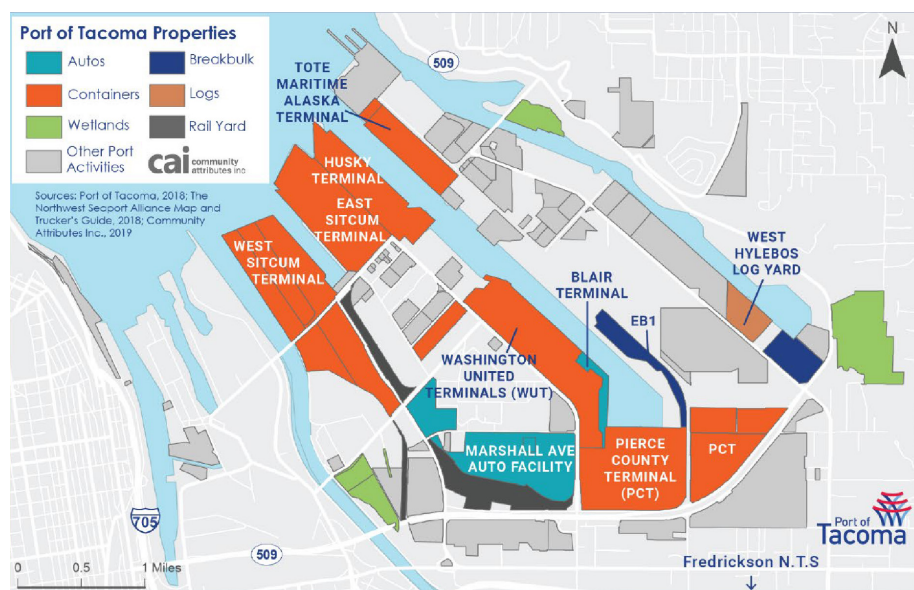 Port of Tacoma Properties
Autos
Breakbulk
Containers
Logs
Wetlands
Rail Yard
Other Port
Activities
cai community
attributes inc
Sources: Port of Tacoma, 2018; The
Northwest Seaport Alliance Map and
Trucker's Guide, 2018; Community
Attributes Inc., 2019
N
509
TOTE
MARITIME
ALASKA
TERMINAL
HUSKY
TERMINAL
EAST
SITCUM
TERMINAL
WEST
SITCUM
TERMINAL
WEST
HYLEBOS
LOG YARD
BLAIR
TERMINAL
EB1
WASHINGTON
UNITED
TERMINALS (WUT)
MARSHALL AVE
AUTO FACILITY
PIERCE
COUNTY
TERMINAL
(PCT)
PCT
705
509
Port of
Tacoma
Fredrickson N.T.S
0 0.5 1 Miles